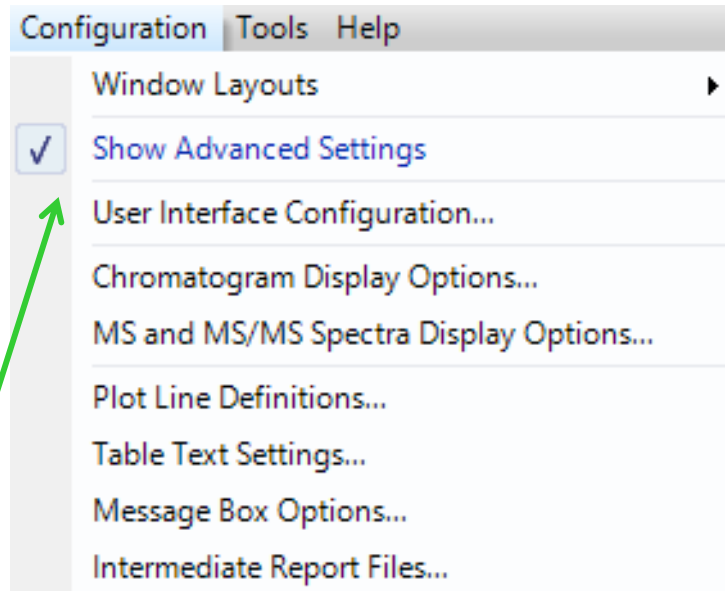 Configuration Tools Help
Window Layouts
Show Advanced Settings
User Interface Configuration...
Chromatogram Display Options...
MS and MS/MS Spectra Display Options...
Plot Line Definitions...
Table Text Settings...
Message Box Options...
Intermediate Report Files...